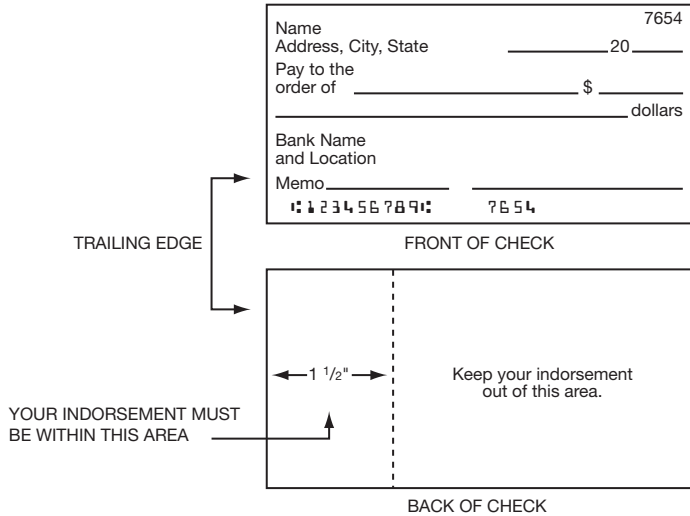 7654
Name
Address, City, State 20
Pay to the
order of $
dollars
Bank Name
and Location
Memo
⑆123456789⑆ 7654
TRAILING EDGE
FRONT OF CHECK
1 1/2"
Keep your indorsement
out of this area.
YOUR INDORSEMENT MUST
BE WITHIN THIS AREA
BACK OF CHECK